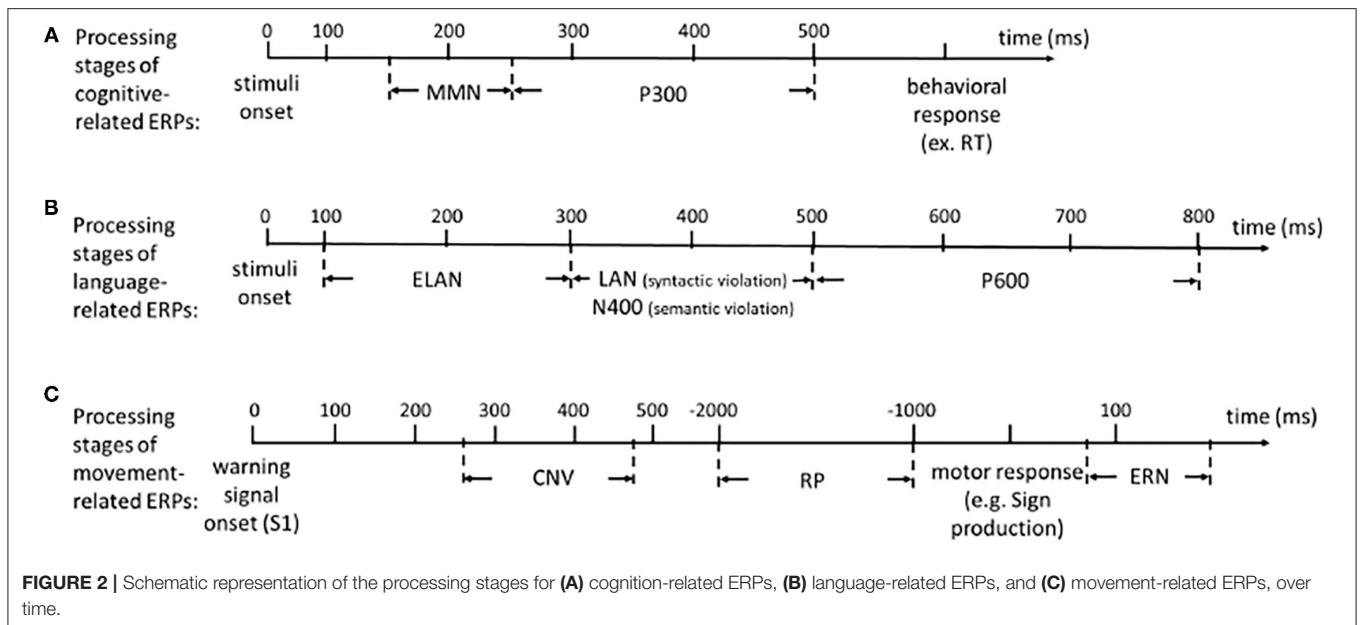 A Processing stages of cognitive-related ERPs:
0 100 200 300 400 500 time (ms)
stimuli onset
MMN P300
behavioral response (ex. RT)
B Processing stages of language-related ERPs:
0 100 200 300 400 500 600 700 800 time (ms)
stimuli onset
ELAN LAN (syntactic violation) P600
N400 (semantic violation)
C Processing stages of movement-related ERPs:
0 100 200 300 400 500 -2000 -1000 100 time (ms)
warning signal onset (S1)
CNV RP motor response (e.g. Sign production) ERN
FIGURE 2 | Schematic representation of the processing stages for (A) cognition-related ERPs, (B) language-related ERPs, and (C) movement-related ERPs, over
time.